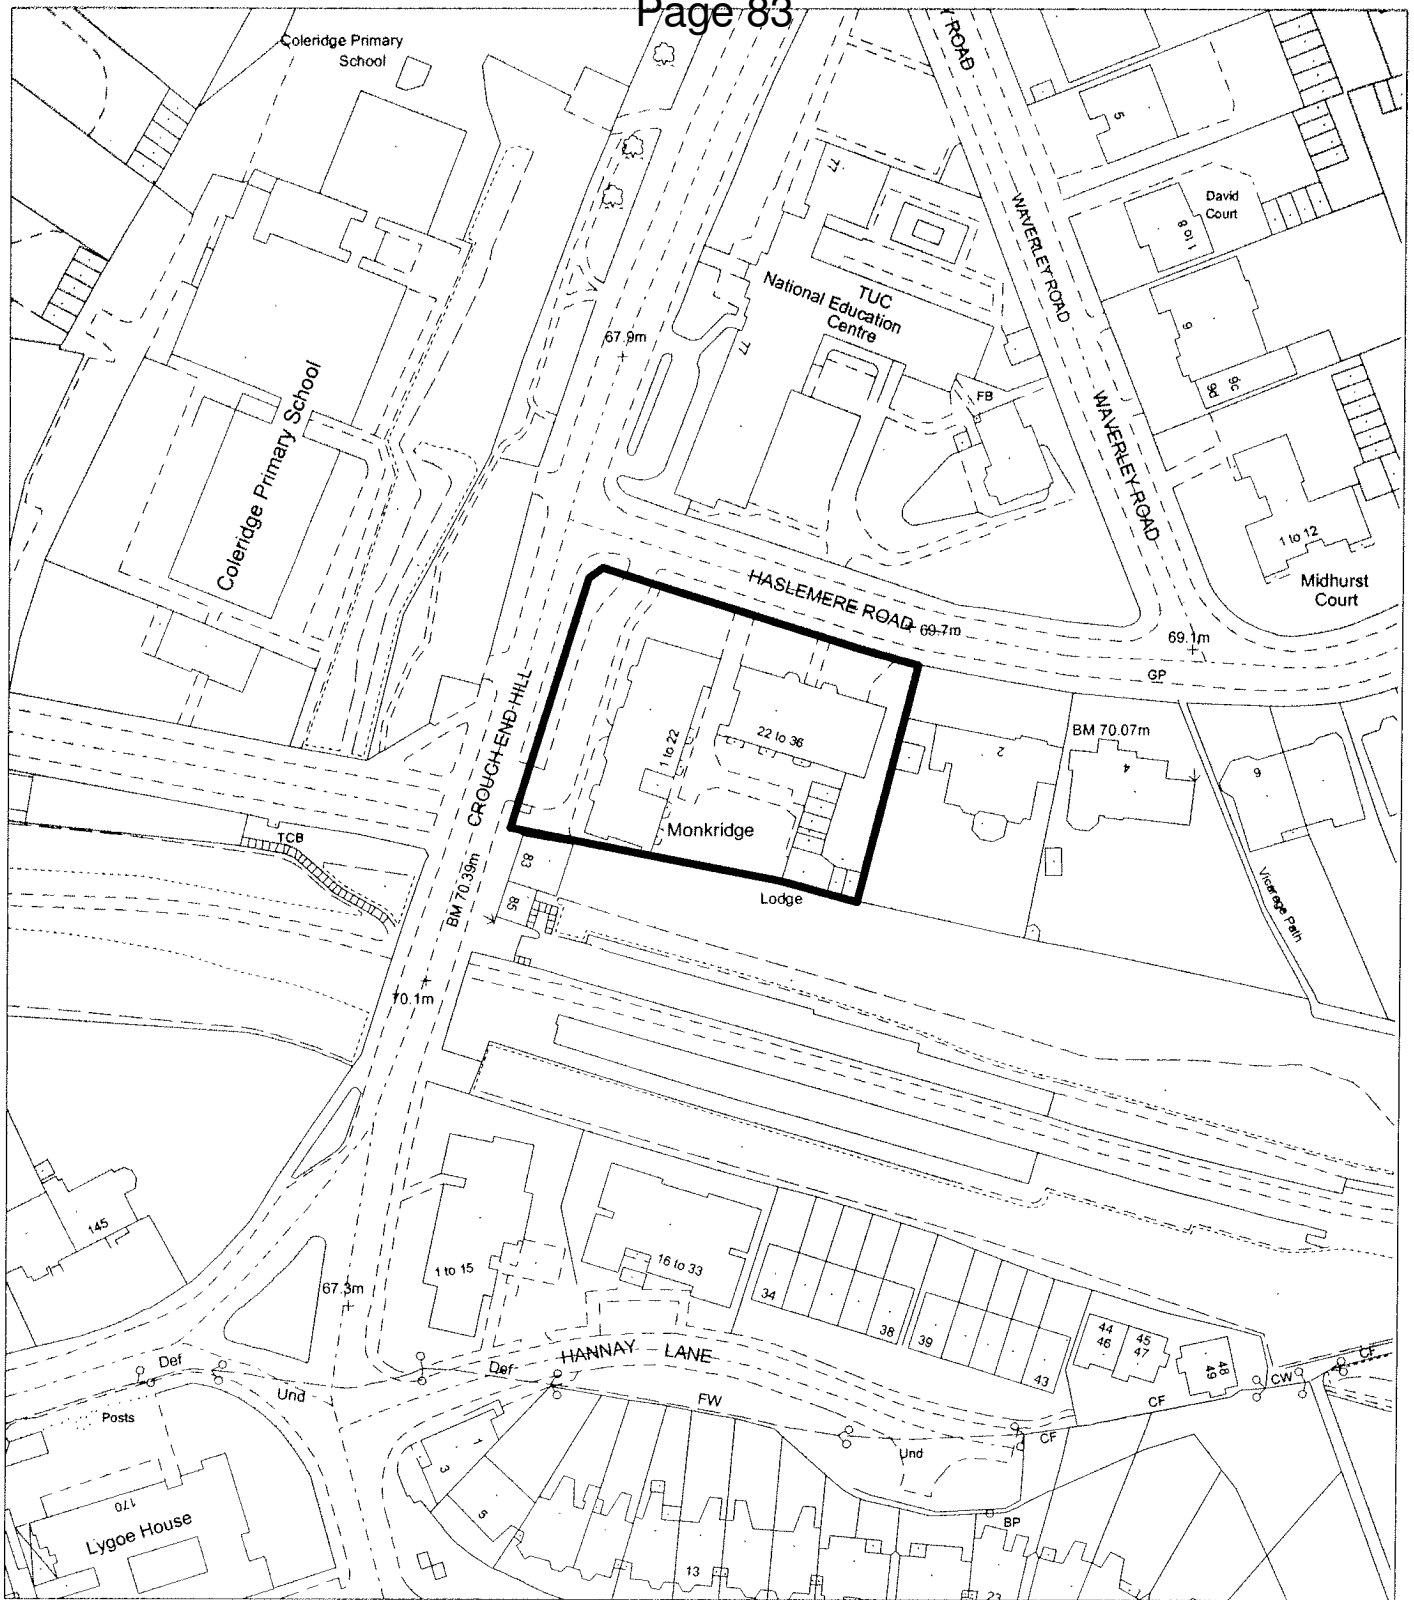 Page 83
Coleridge Primary
School
Y ROAD
5
77
David
Court
1 to 8
WAVERLEY ROAD
TUC
National Education
Centre
77
67.9m
9
9c
9d
FB
Coleridge Primary School
WAVERLEY ROAD
1 to 12
Midhurst
Court
HASLEMERE ROAD
69.7m
69.1m
GP
CROUCH END HILL
1 to 22
22 to 36
2
BM 70.07m
4
6
Monkridge
TCB
83
85
BM 70.39m
Lodge
Vicarage Path
70.1m
145
1 to 15
16 to 33
67.3m
34
38
39
43
44
46
45
47
48
49
Def
Und
Def
HANNAY LANE
FW
CF
CW
CF
CF
Posts
Und
1
3
5
BP
170
Lygoe House
13
23